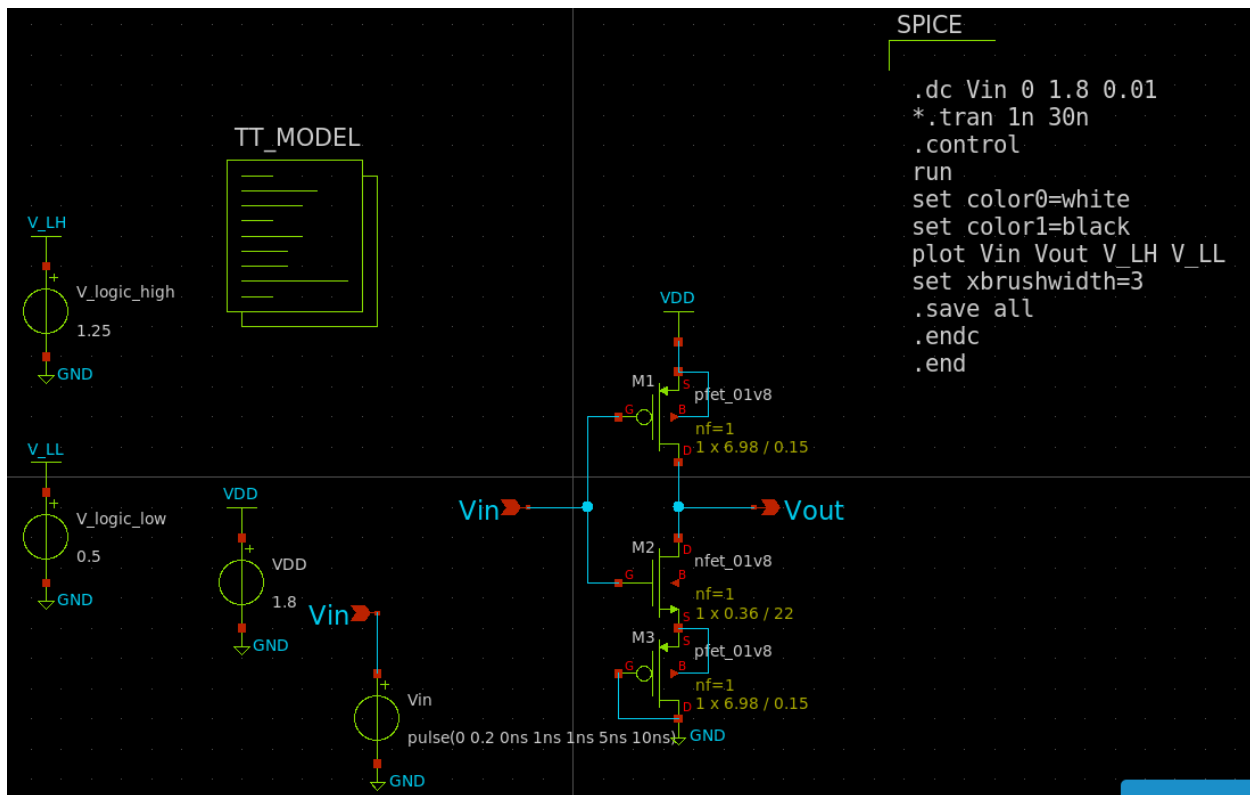 SPICE
.dc Vin 0 1.8 0.01
*.tran 1n 30n
.control
run
set color0=white
set color1=black
plot Vin Vout V_LH V_LL
set xbrushwidth=3
.save all
.endc
.end
TT_MODEL
V_LH
+
V_logic_high
1.25
GND
V_LL
+
V_logic_low
0.5
GND
VDD
+
VDD
1.8
GND
Vin
+
Vin
pulse(0 0.2 0ns 1ns 1ns 5ns 10ns)
GND
VDD
M1
S
pfet_01v8
G
B
nf=1
D
1 x 6.98 / 0.15
Vin
Vout
M2
D
nfet_01v8
G
B
nf=1
S
1 x 0.36 / 22
M3
S
pfet_01v8
G
B
nf=1
D
1 x 6.98 / 0.15
GND